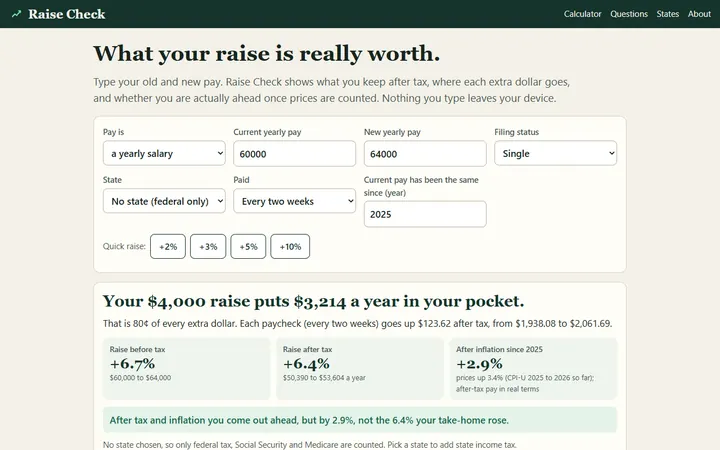 Raise Check
Calculator Questions States About
What your raise is really worth.
Type your old and new pay. Raise Check shows what you keep after tax, where each extra dollar goes,
and whether you are actually ahead once prices are counted. Nothing you type leaves your device.
Pay is
a yearly salary
Current yearly pay
60000
New yearly pay
64000
Filing status
Single
State
No state (federal only)
Paid
Every two weeks
Current pay has been the same
since (year)
2025
Quick raise: +2% +3% +5% +10%
Your $4,000 raise puts $3,214 a year in your pocket.
That is 80¢ of every extra dollar. Each paycheck (every two weeks) goes up $123.62 after tax, from $1,938.08 to $2,061.69.
Raise before tax
+6.7%
$60,000 to $64,000
Raise after tax
+6.4%
$50,390 to $53,604 a year
After inflation since 2025
+2.9%
prices up 3.4% (CPI-U 2025 to 2026 so far);
after-tax pay in real terms
After tax and inflation you come out ahead, but by 2.9%, not the 6.4% your take-home rose.
No state chosen, so only federal tax, Social Security and Medicare are counted. Pick a state to add state income tax.